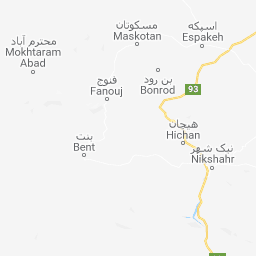 اسپکه
Espakeh
مسکوتان
Maskotan
محترم آباد
Mokhtaram
Abad
بن رود
Bonrod
فنوج
Fanouj
93
هیچان
Hichan
بنت
Bent
نیک شهر
Nikshahr